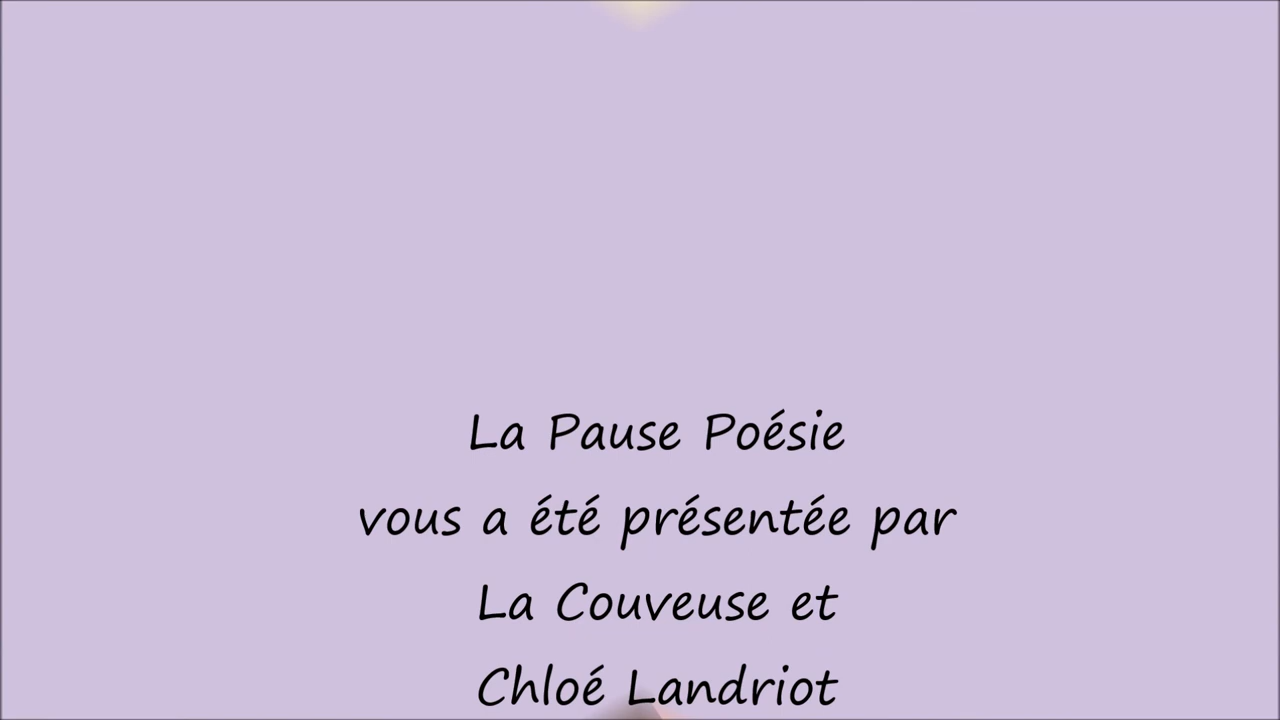 La Pause Poésie
vous a été présentée par
La Couveuse et
Chloé Landriot